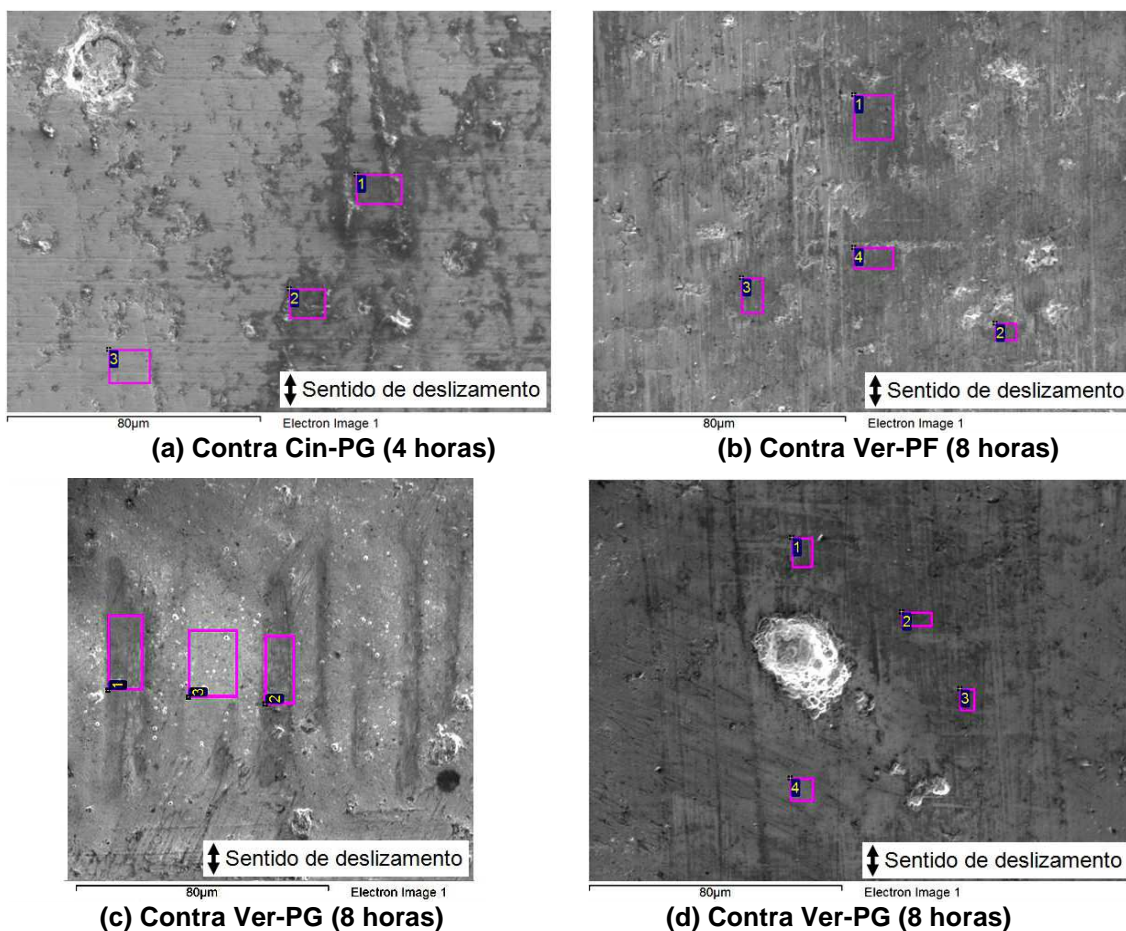 1
2
3
Sentido de deslizamento
80µm
Electron Image 1
(a) Contra Cin-PG (4 horas)
1
4
3
2
Sentido de deslizamento
80µm
Electron Image 1
(b) Contra Ver-PF (8 horas)
1
3
2
Sentido de deslizamento
80µm
Electron Image 1
(c) Contra Ver-PG (8 horas)
1
2
3
4
Sentido de deslizamento
80µm
Electron Image 1
(d) Contra Ver-PG (8 horas)